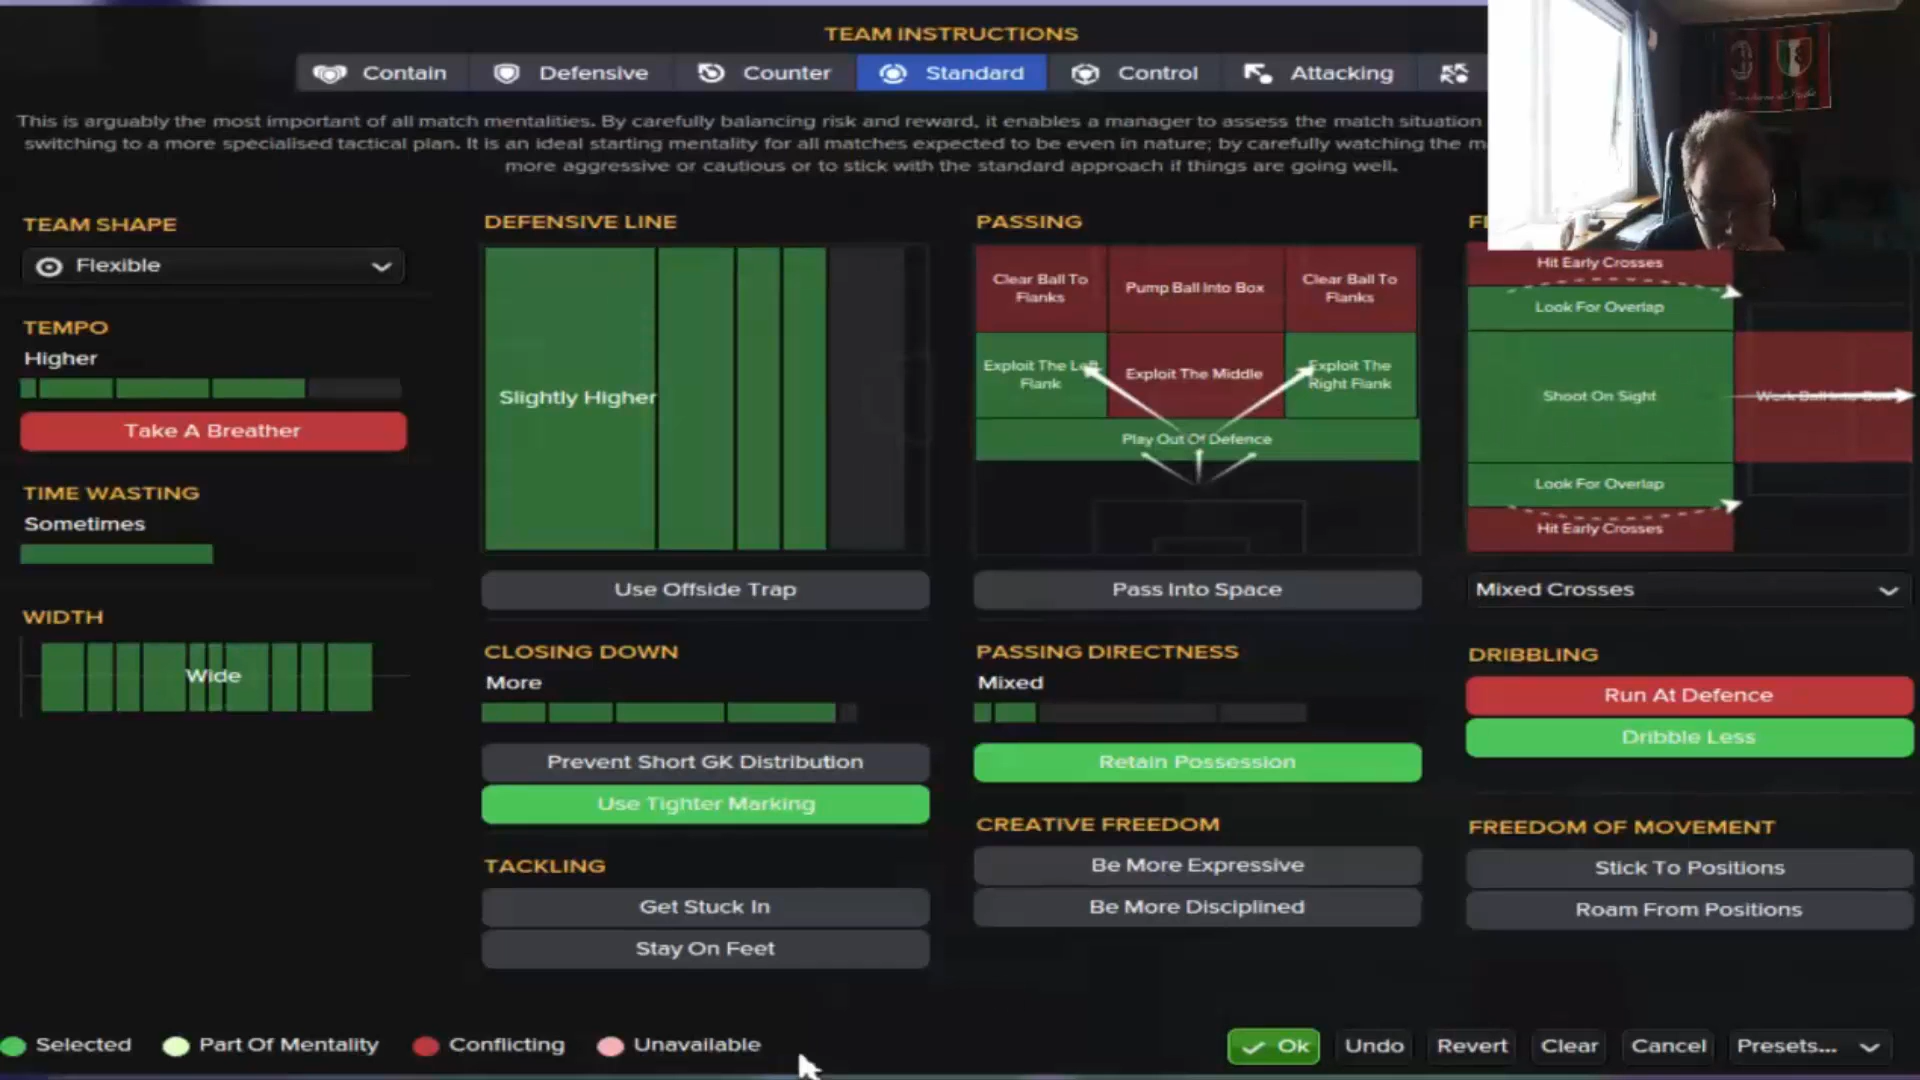 TEAM INSTRUCTIONS
Contain
Defensive
Counter
Standard
Control
Attacking
This is arguably the most important of all match mentalities. By carefully balancing risk and reward, it enables a manager to assess the match situation
switching to a more specialised tactical plan. It is an ideal starting mentality for all matches expected to be even in nature; by carefully watching the m
more aggressive or cautious or to stick with the standard approach if things are going well.
TEAM SHAPE
Flexible
TEMPO
Higher
Take A Breather
TIME WASTING
Sometimes
WIDTH
Wide
DEFENSIVE LINE
Slightly Higher
Use Offside Trap
CLOSING DOWN
More
Prevent Short GK Distribution
Use Tighter Marking
TACKLING
Get Stuck In
Stay On Feet
PASSING
Clear Ball To
Flanks
Pump Ball Into Box
Clear Ball To
Flanks
Exploit The Left
Flank
Exploit The Middle
Exploit The
Right Flank
Play Out Of Defence
Pass Into Space
PASSING DIRECTNESS
Mixed
Retain Possession
CREATIVE FREEDOM
Be More Expressive
Be More Disciplined
Hit Early Crosses
Look For Overlap
Shoot On Sight
Work Ball Into Box
Look For Overlap
Hit Early Crosses
Mixed Crosses
DRIBBLING
Run At Defence
Dribble Less
FREEDOM OF MOVEMENT
Stick To Positions
Roam From Positions
Selected
Part Of Mentality
Conflicting
Unavailable
Ok
Undo
Revert
Clear
Cancel
Presets...